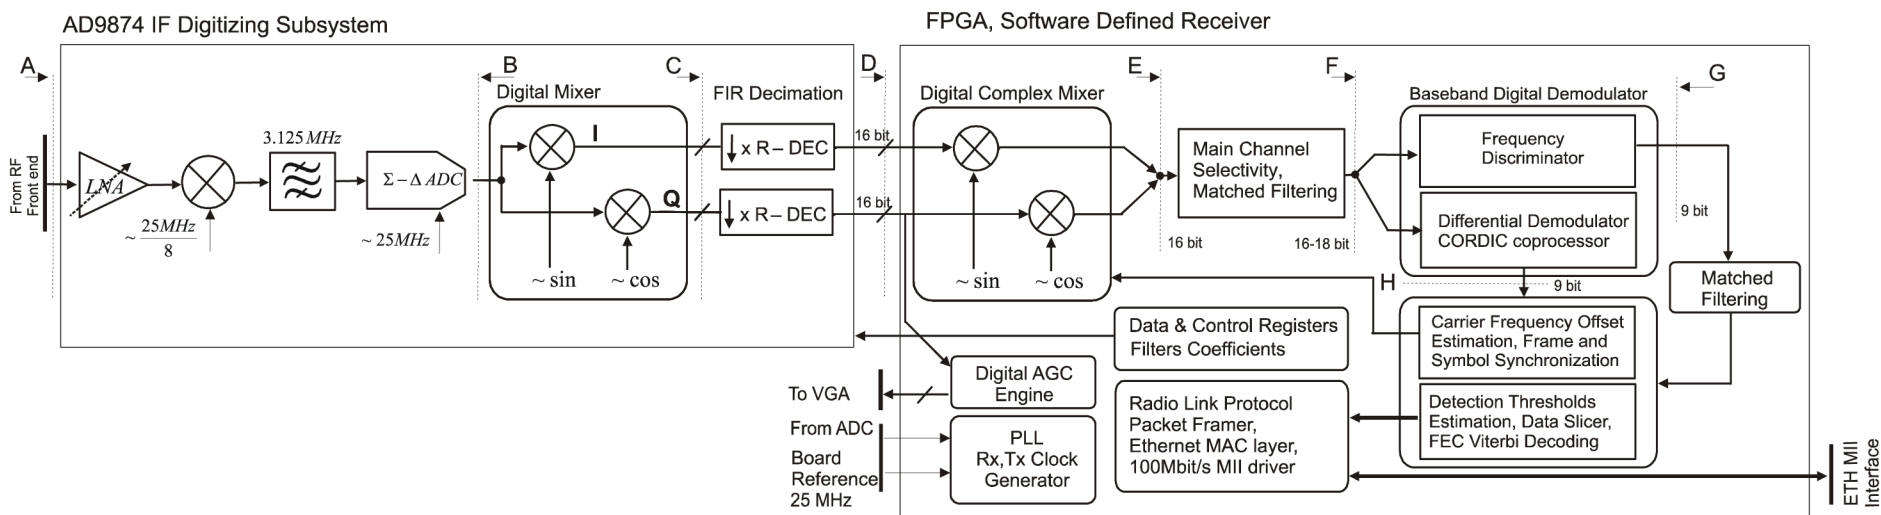 AD9874 IF Digitizing Subsystem
FPGA, Software Defined Receiver
A
B
C
D
E
F
G
Digital Mixer
FIR Decimation
Digital Complex Mixer
Baseband Digital Demodulator
From RF
Front end
LNA
3.125 MHz
Σ – Δ ADC
~ 25MHz
8
~ 25MHz
I
Q
~ sin
~ cos
↓ x R – DEC
↓ x R – DEC
16 bit
16 bit
~ sin
~ cos
Main Channel
Selectivity,
Matched Filtering
16 bit
16-18 bit
Frequency
Discriminator
Differential Demodulator
CORDIC coprocessor
9 bit
H
9 bit
Matched
Filtering
Data & Control Registers
Filters Coefficients
Carrier Frequency Offset
Estimation, Frame and
Symbol Synchronization
Digital AGC
Engine
To VGA
Radio Link Protocol
Packet Framer,
Ethernet MAC layer,
100Mbit/s MII driver
Detection Thresholds
Estimation, Data Slicer,
FEC Viterbi Decoding
From ADC
Board
Reference
25 MHz
PLL
Rx,Tx Clock
Generator
ETH MII
Interface